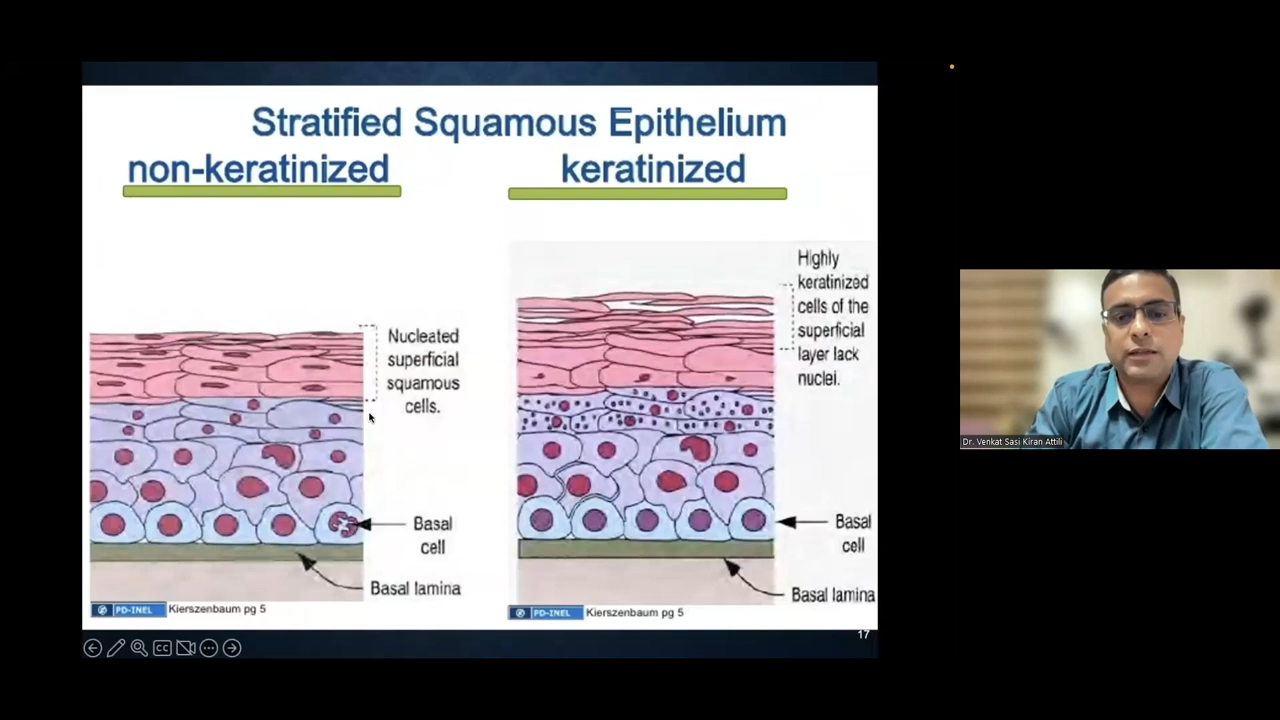 Stratified Squamous Epithelium
non-keratinized
keratinized
Nucleated
superficial
squamous
cells.
Basal
cell
Basal lamina
PD-INEL Kierszenbaum pg 5
Highly
keratinized
cells of the
superficial
layer lack
nuclei.
Basal
cell
Basal lamina
PD-INEL Kierszenbaum pg 5
17
CC
Dr. Venkat Sasi Kiran Attili